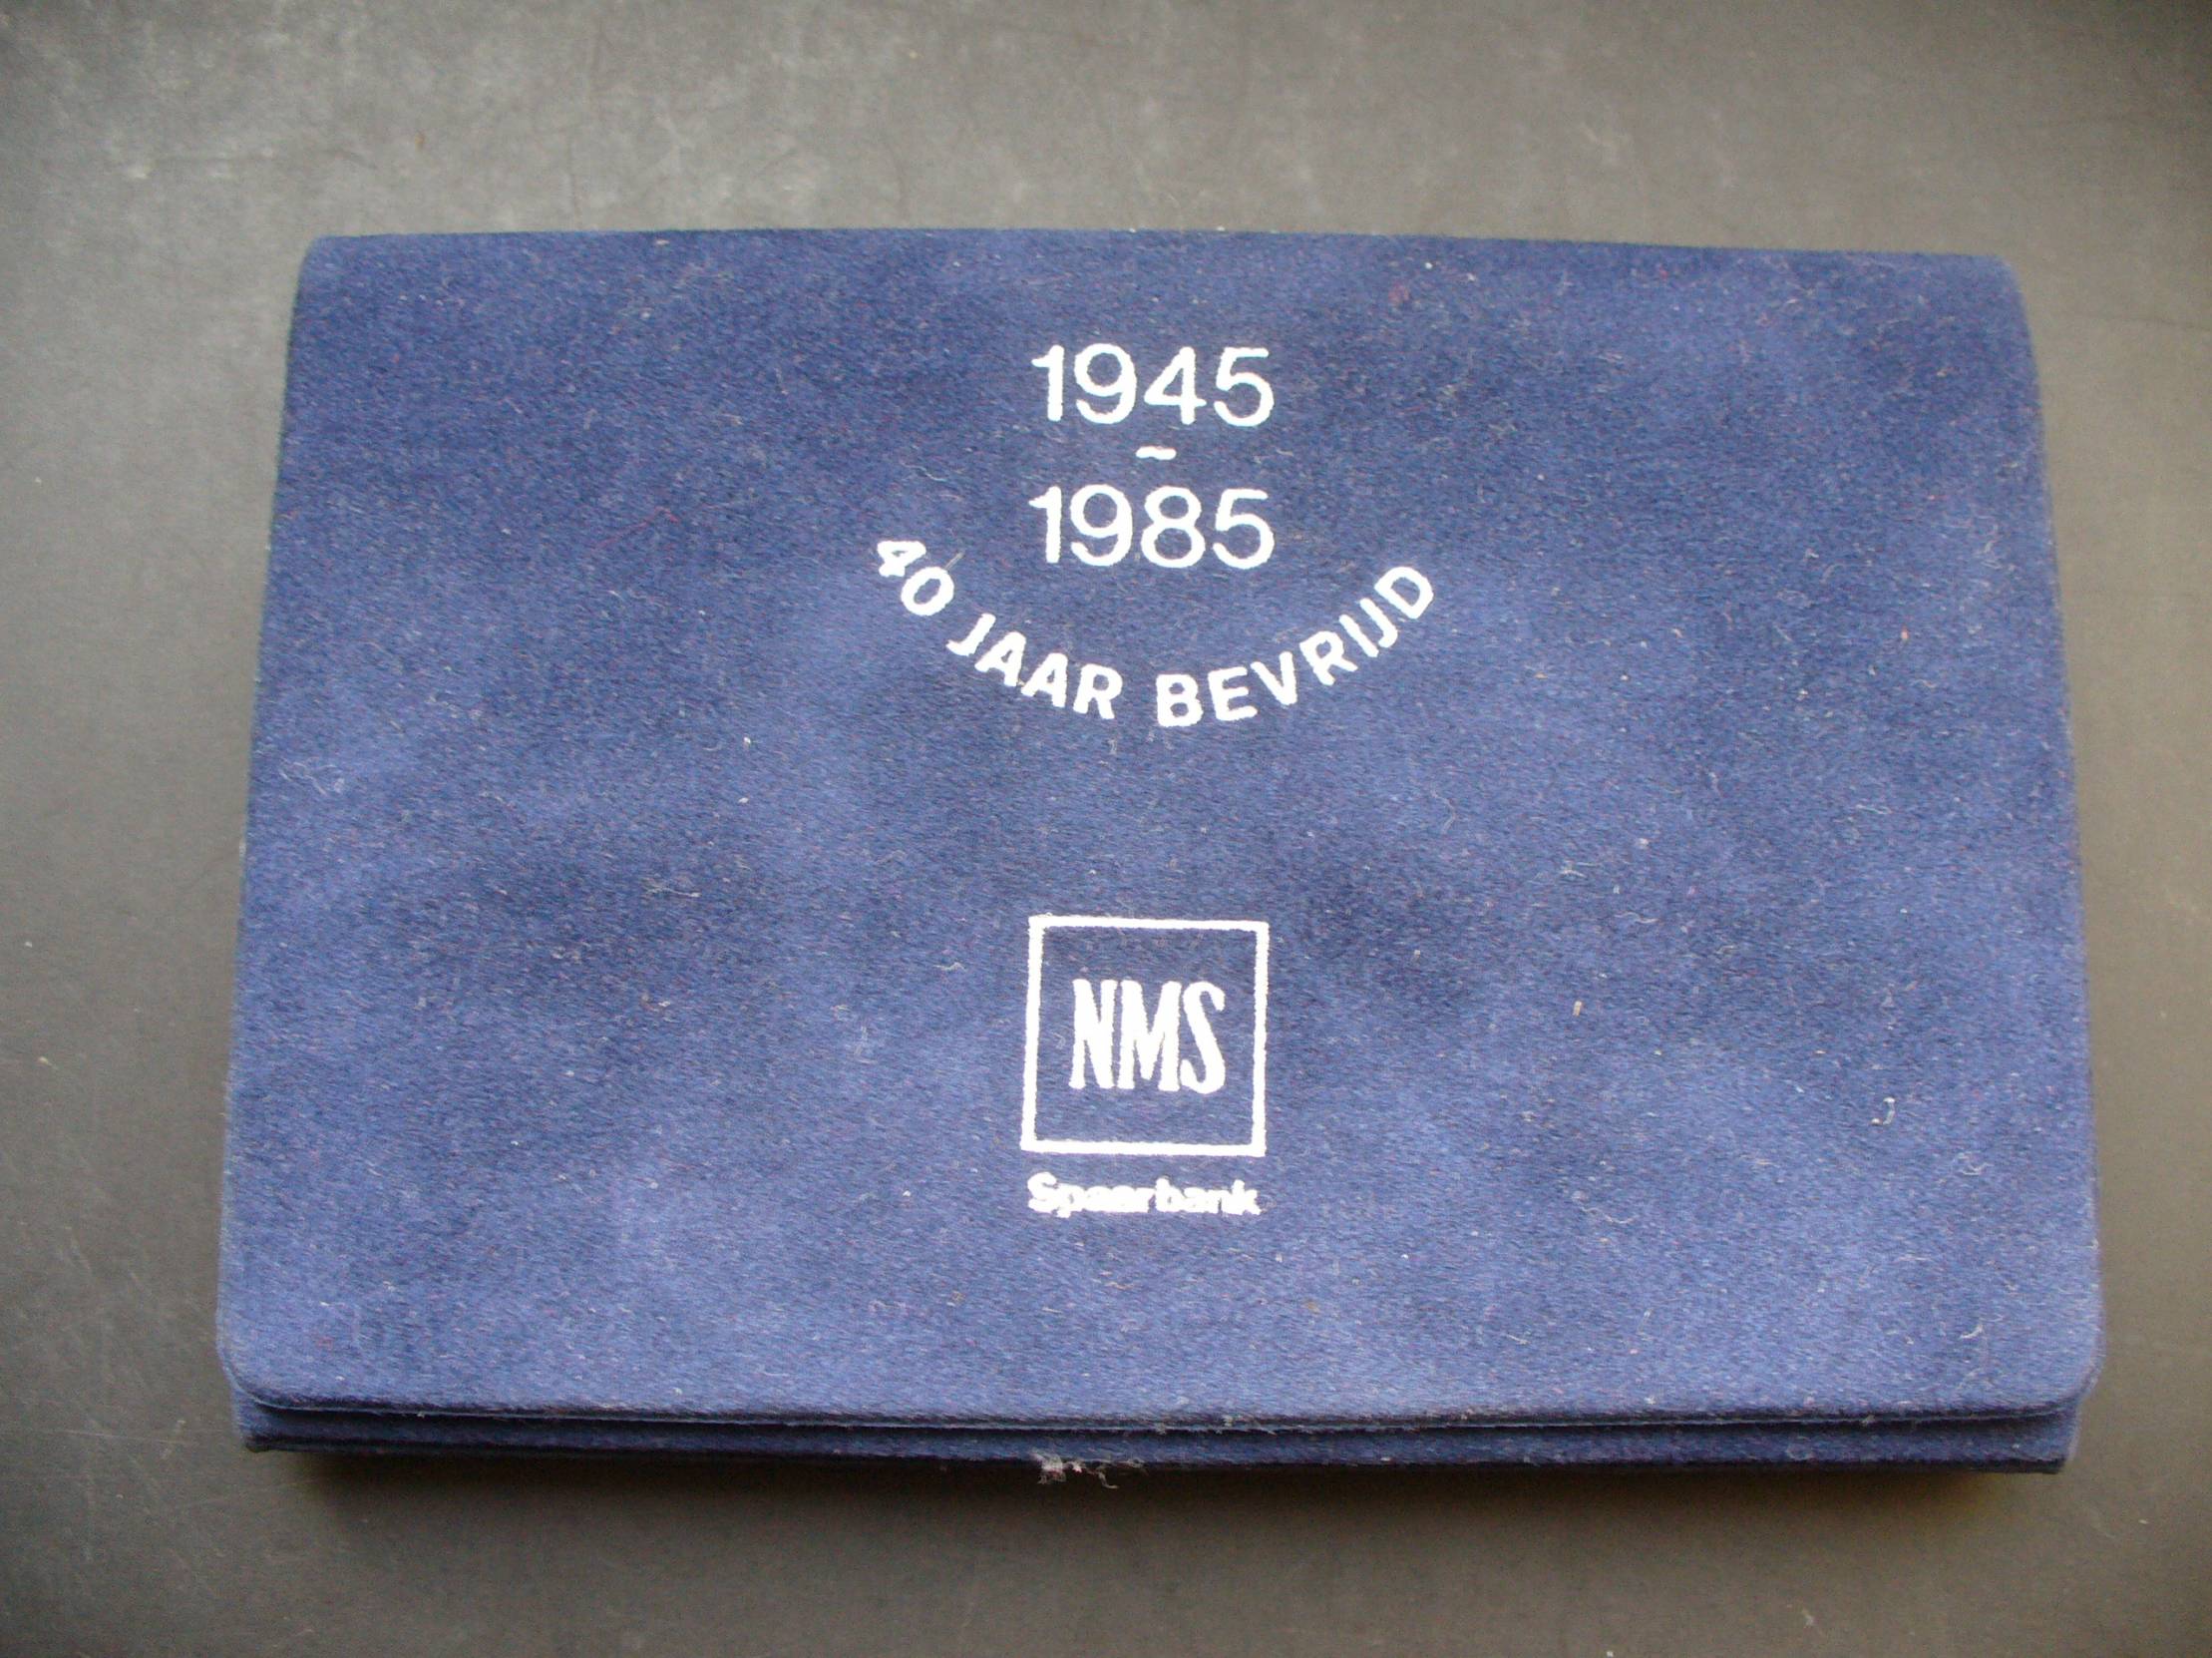 1945
-
1985
40 JAAR BEVRIJD
NMS
Spaarbank